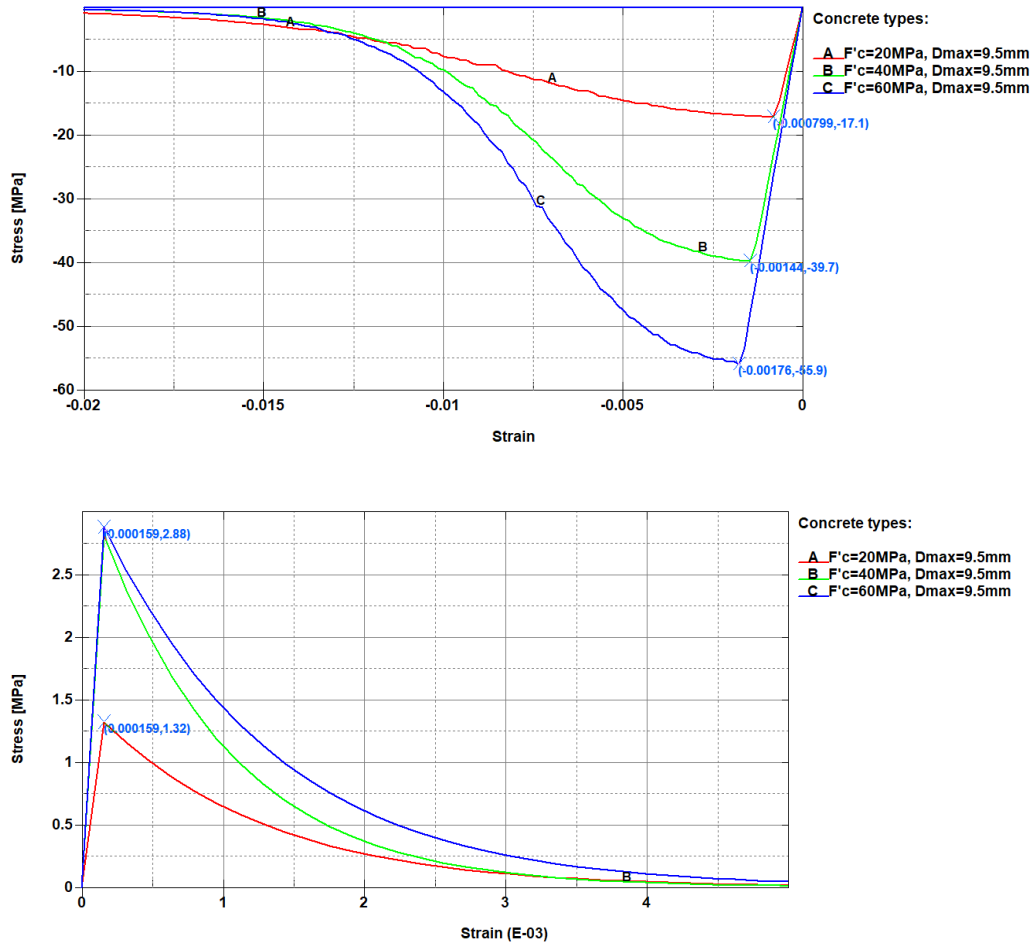 Concrete types:
A F'c=20MPa, Dmax=9.5mm
B F'c=40MPa, Dmax=9.5mm
C F'c=60MPa, Dmax=9.5mm
B
A
-10
A
(-0.000799,-17.1)
-20
Stress [MPa]
-30
C
B
-40
(-0.00144,-39.7)
-50
(-0.00176,-55.9)
-60
-0.02
-0.015
-0.01
-0.005
0
Strain
Concrete types:
A F'c=20MPa, Dmax=9.5mm
B F'c=40MPa, Dmax=9.5mm
C F'c=60MPa, Dmax=9.5mm
(0.000159,2.88)
2.5
2
Stress [MPa]
1.5
(0.000159,1.32)
1
0.5
B
0
0
1
2
3
4
Strain (E-03)